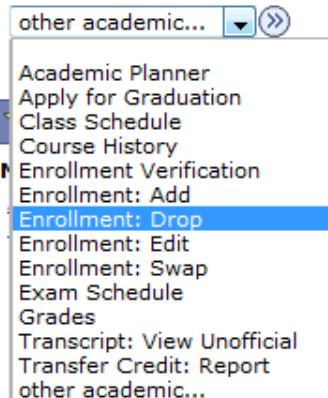 other academic...
Academic Planner
Apply for Graduation
Class Schedule
Course History
Enrollment Verification
Enrollment: Add
Enrollment: Drop
Enrollment: Edit
Enrollment: Swap
Exam Schedule
Grades
Transcript: View Unofficial
Transfer Credit: Report
other academic...